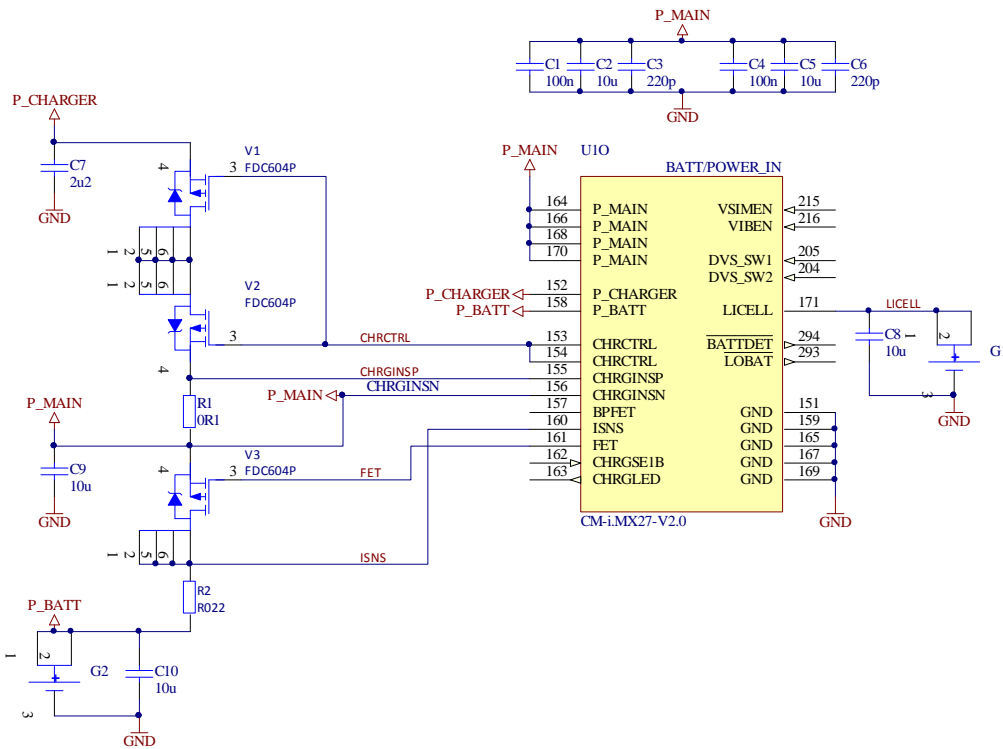 P_MAIN
C1
100n
C2
10u
C3
220p
C4
100n
C5
10u
C6
220p
GND
P_CHARGER
C7
2u2
GND
4
V1
FDC604P
3
1
2
5
6
1
2
5
6
V2
FDC604P
3
4
CHRCTRL
CHRGINSP
CHRGINSN
P_MAIN
R1
0R1
P_MAIN
C9
10u
GND
4
V3
FDC604P
3
FET
1
2
5
6
ISNS
R2
R022
P_BATT
1
2
3
G2
C10
10u
GND
P_MAIN
U1O
BATT/POWER_IN
164 P_MAIN
166 P_MAIN
168 P_MAIN
170 P_MAIN
P_CHARGER 152 P_CHARGER
P_BATT 158 P_BATT
153 CHRCTRL
154 CHRCTRL
155 CHRGINSP
156 CHRGINSN
157 BPFET
160 ISNS
161 FET
162 CHRGSE1B
163 CHRGLED
VSIMEN 215
VIBEN 216
DVS_SW1 205
DVS_SW2 204
LICELL 171 LICELL
BATTDET 294
LOBAT 293
GND 151
GND 159
GND 165
GND 167
GND 169
CM-i.MX27-V2.0
GND
C8
10u
1
2
3
G
GND